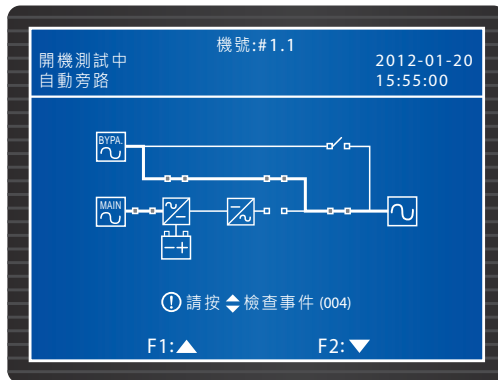 機號:#1.1
開機測試中
自動旁路
2012-01-20
15:55:00
BYPA.
MAIN
請按 檢查事件 (004)
F1:
F2: